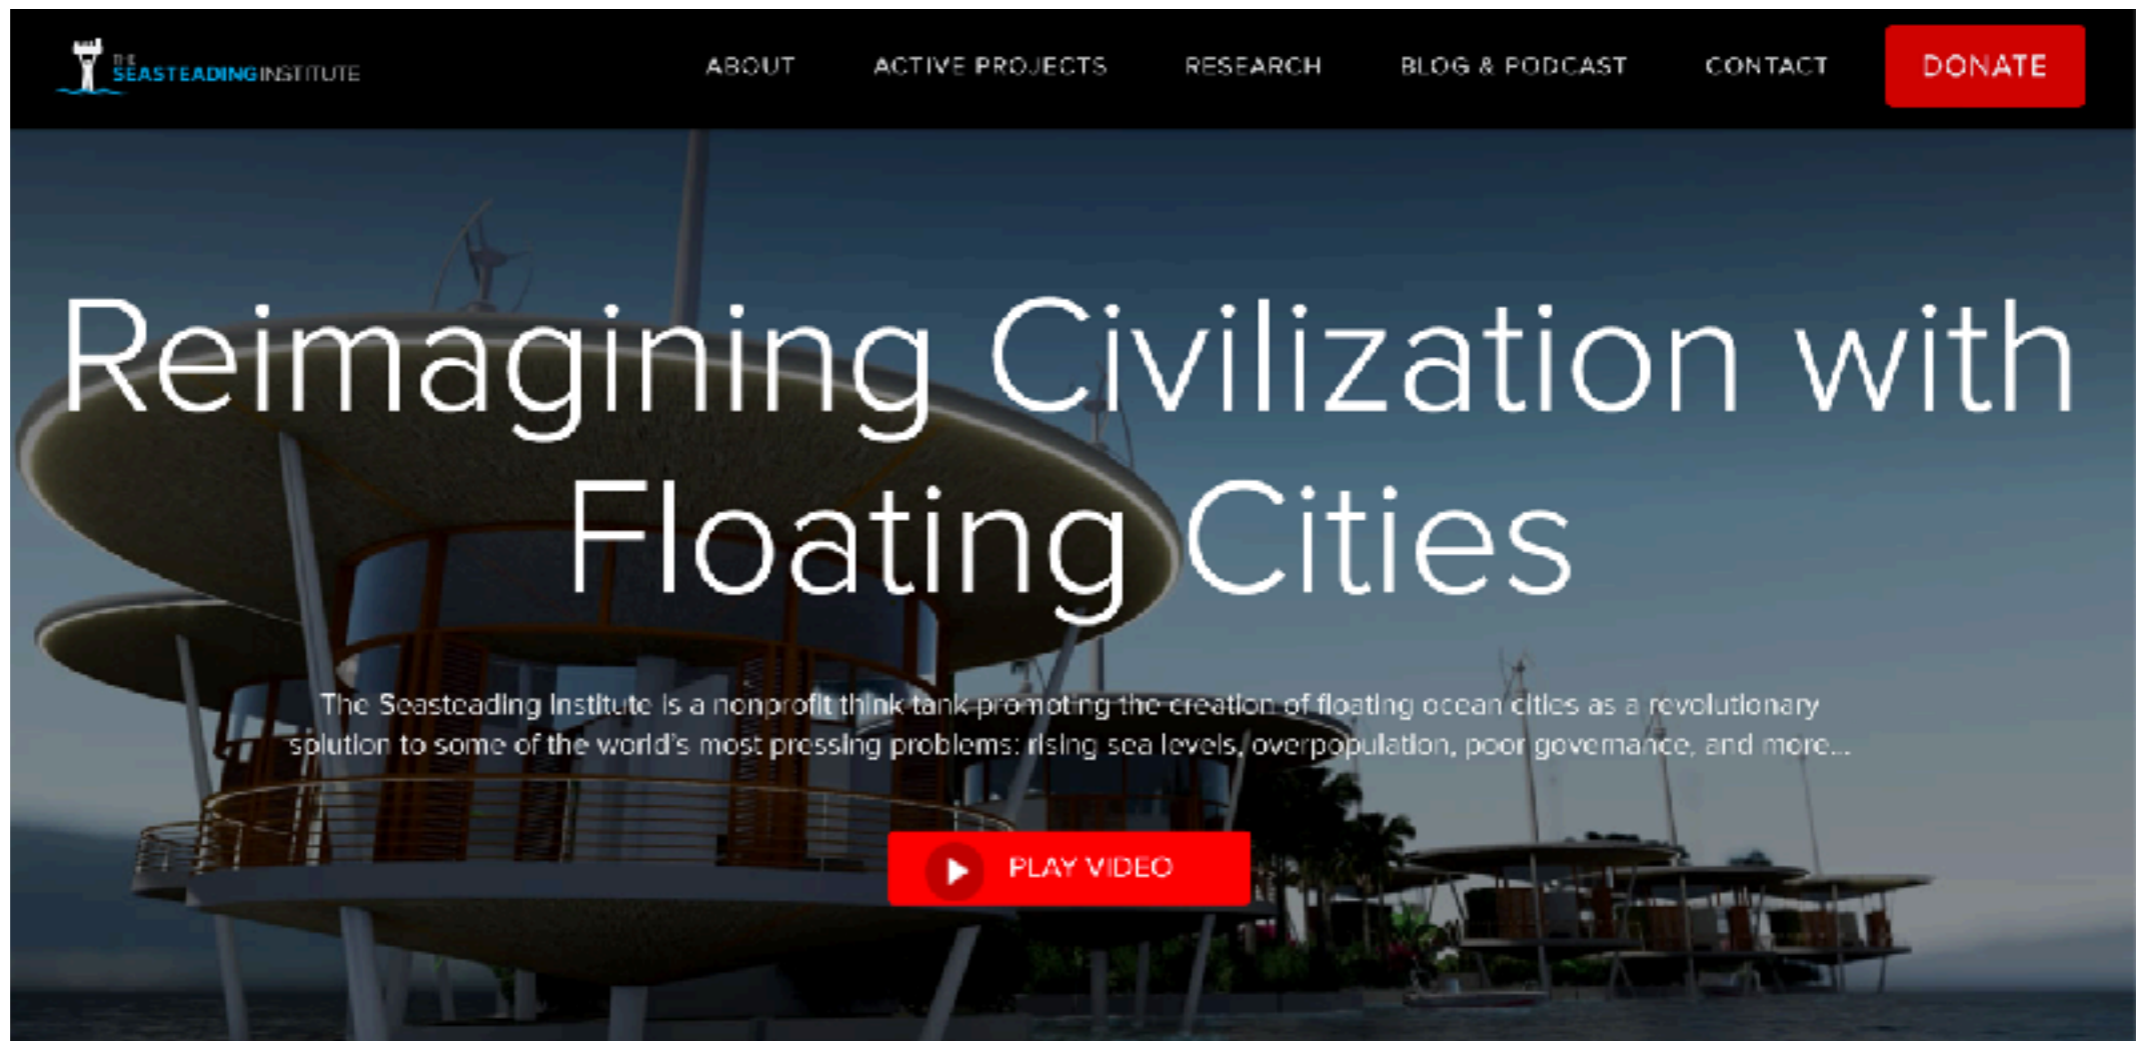 THE
SEASTEADINGINSTITUTE
ABOUT
ACTIVE PROJECTS
RESEARCH
BLOG & PODCAST
CONTACT
DONATE
Reimagining Civilization with
Floating Cities
The Seasteading Institute is a nonprofit think tank promoting the creation of floating ocean cities as a revolutionary
solution to some of the world's most pressing problems: rising sea levels, overpopulation, poor governance, and more...
PLAY VIDEO